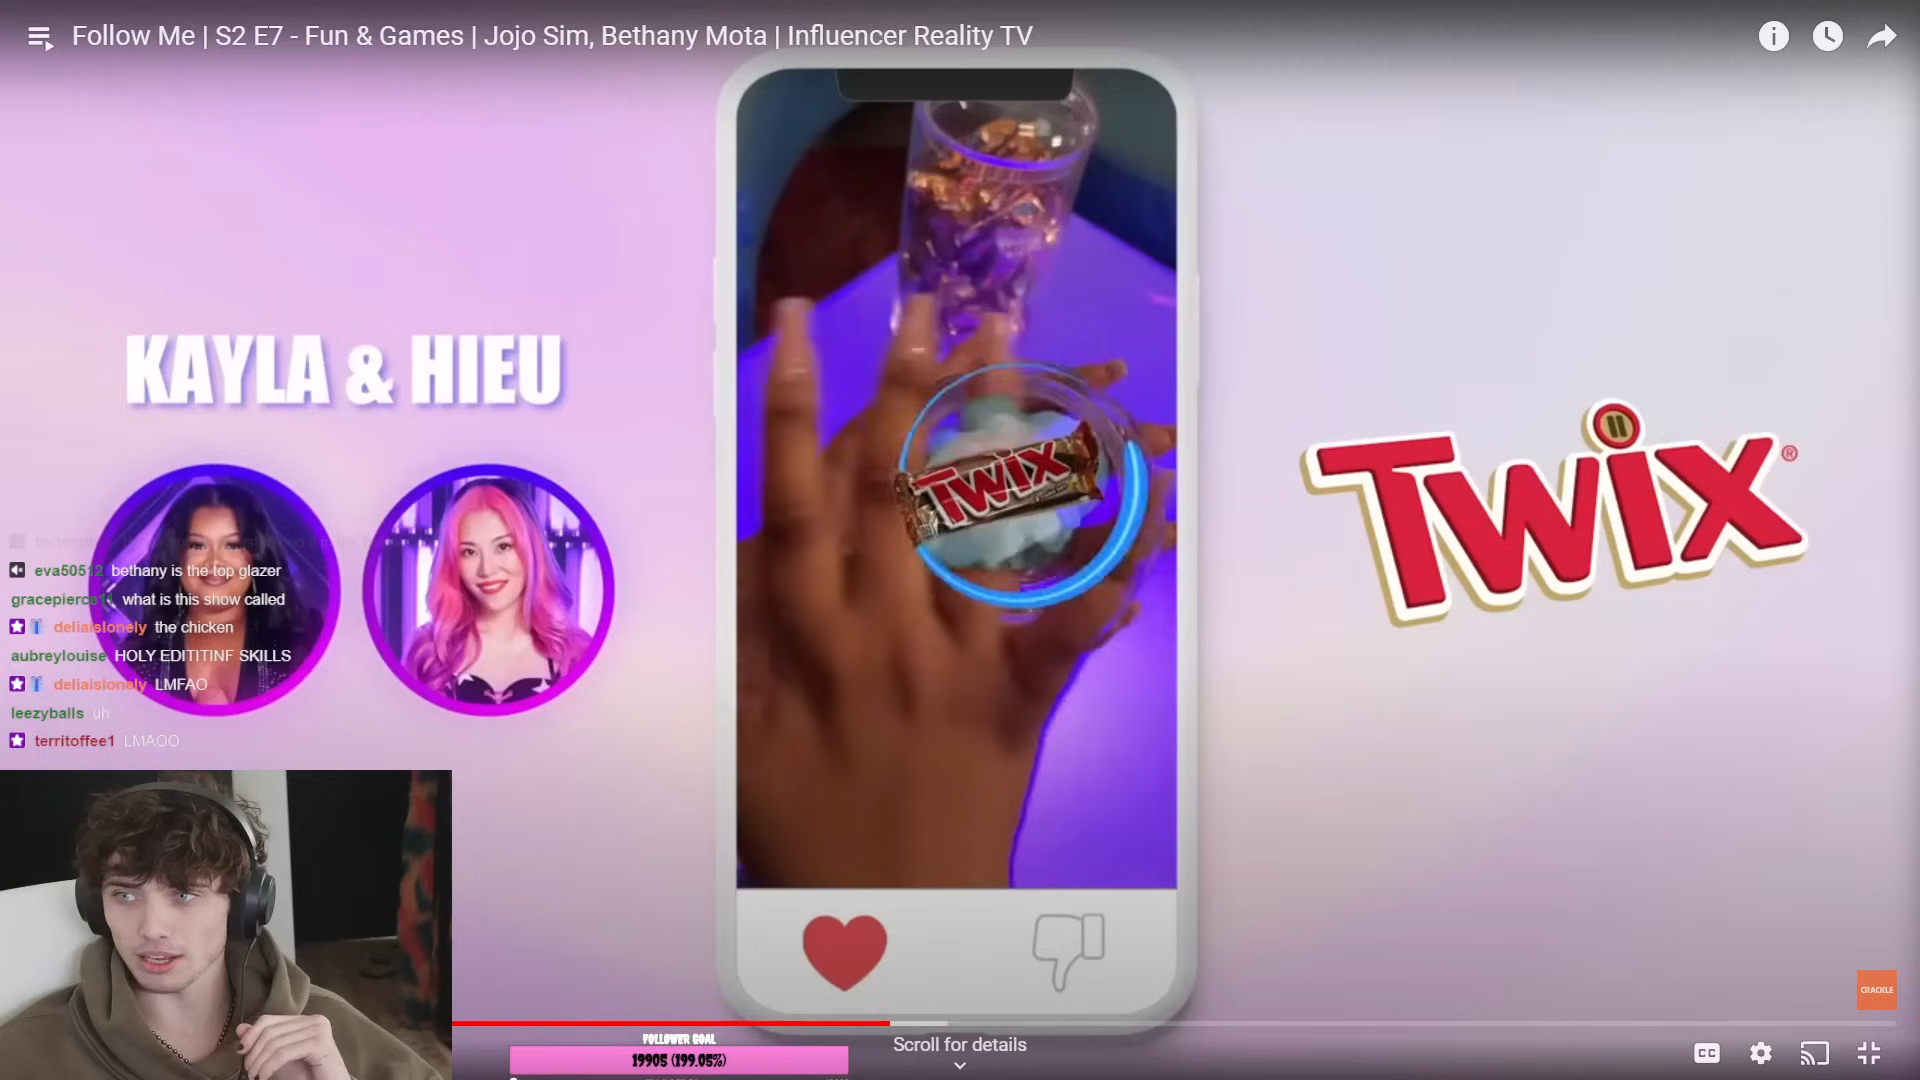 Follow Me | S2 E7 - Fun & Games | Jojo Sim, Bethany Mota | Influencer Reality TV
KAYLA & HIEU
TWIX
TWIX®
eva50512 bethany is the top glazer
gracepierce11 what is this show called
deliaislonely the chicken
aubreylouise HOLY EDITITINF SKILLS
deliaislonely LMFAO
leezyballs uh
territoffee1 LMAOO
CRACKLE
FOLLOWER GOAL
19905 (199.05%)
Scroll for details
CC